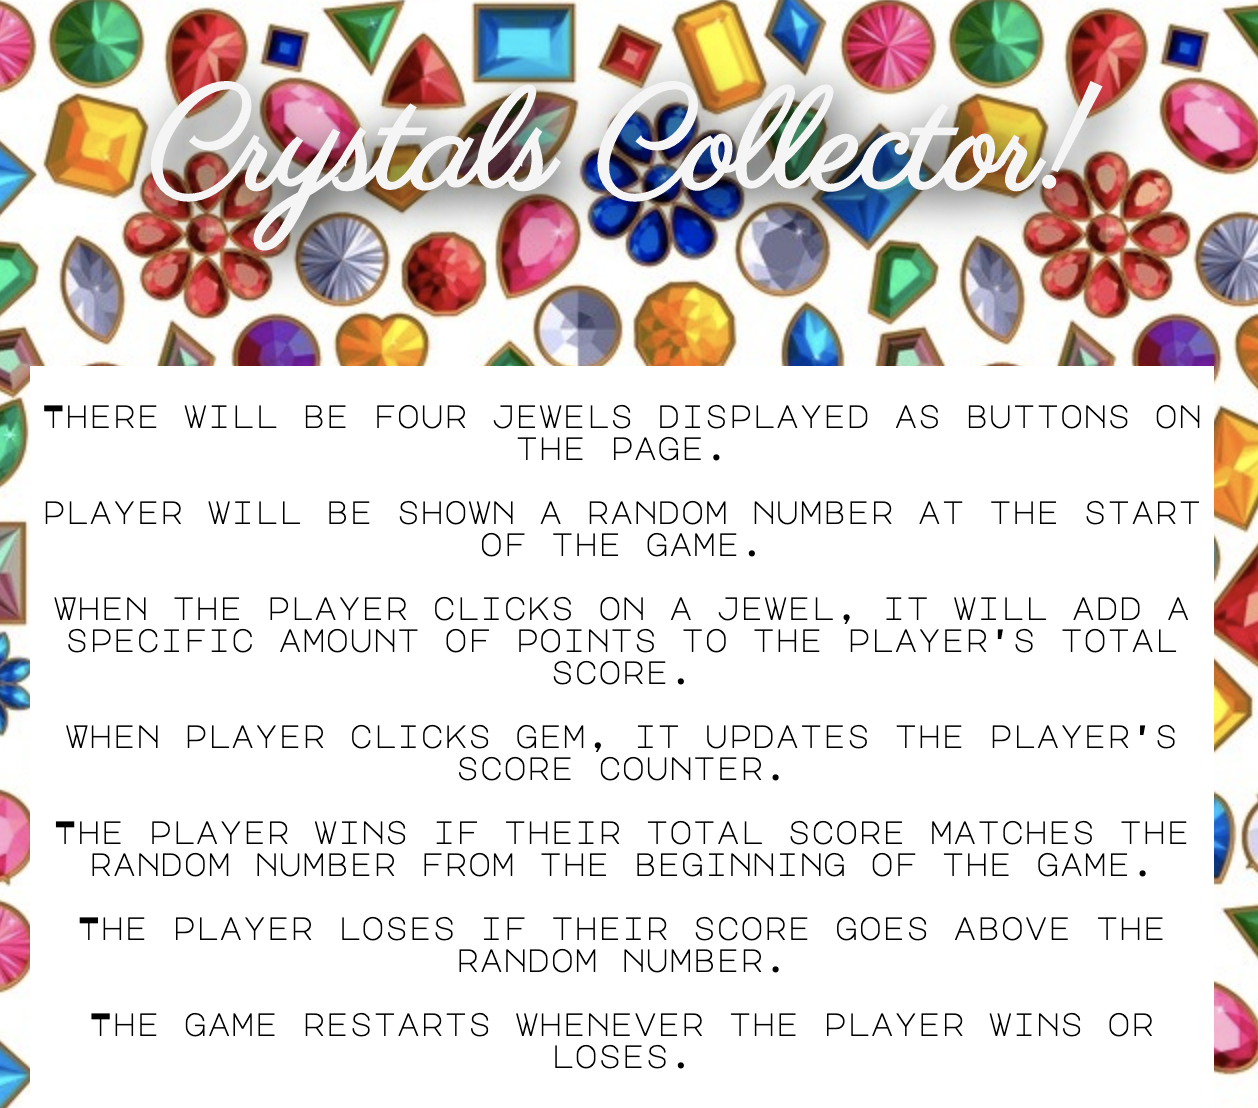 Crystals Collector!
THERE WILL BE FOUR JEWELS DISPLAYED AS BUTTONS ON
THE PAGE.
PLAYER WILL BE SHOWN A RANDOM NUMBER AT THE START
OF THE GAME.
WHEN THE PLAYER CLICKS ON A JEWEL, IT WILL ADD A
SPECIFIC AMOUNT OF POINTS TO THE PLAYER'S TOTAL
SCORE.
WHEN PLAYER CLICKS GEM, IT UPDATES THE PLAYER'S
SCORE COUNTER.
THE PLAYER WINS IF THEIR TOTAL SCORE MATCHES THE
RANDOM NUMBER FROM THE BEGINNING OF THE GAME.
THE PLAYER LOSES IF THEIR SCORE GOES ABOVE THE
RANDOM NUMBER.
THE GAME RESTARTS WHENEVER THE PLAYER WINS OR
LOSES.